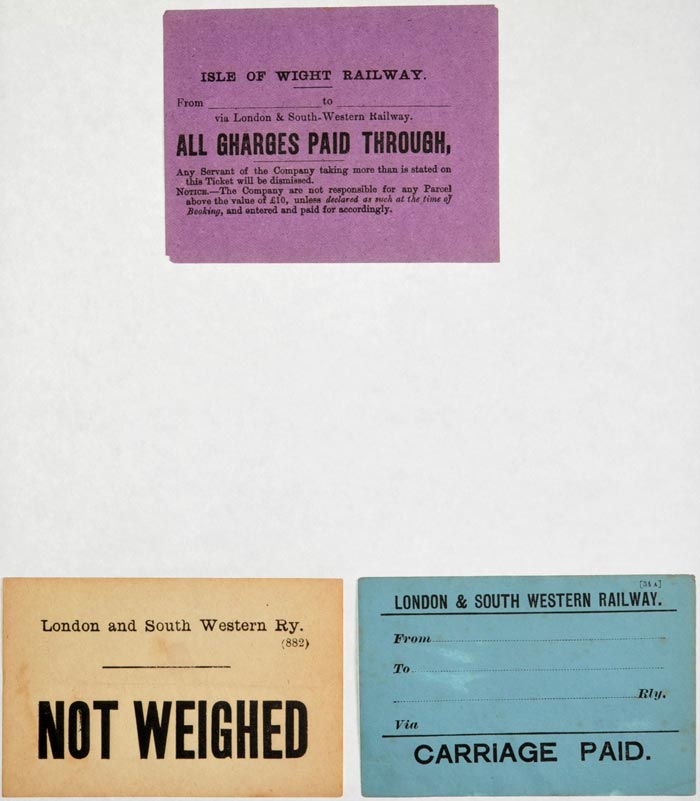 ISLE OF WIGHT RAILWAY.
From to
via London & South-Western Railway.
ALL CHARGES PAID THROUGH,
Any Servant of the Company taking more than is stated on
this Ticket will be dismissed.
NOTICE.—The Company are not responsible for any Parcel
above the value of £10, unless declared as such at the time of
Booking, and entered and paid for accordingly.
London and South Western Ry.
(882)
NOT WEIGHED
[34A]
LONDON & SOUTH WESTERN RAILWAY.
From
To
Rly.
Via
CARRIAGE PAID.